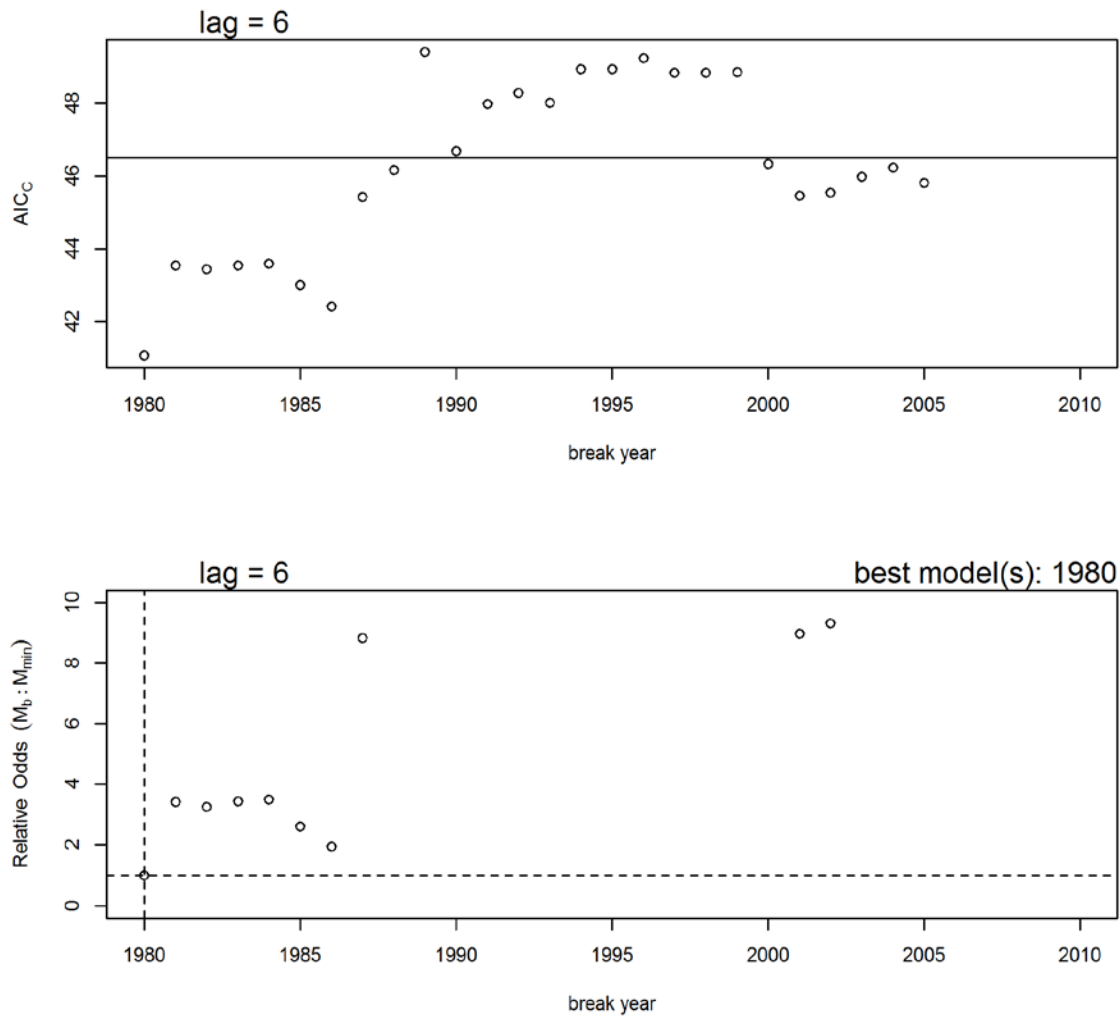 lag = 6
AIC_C
48
46
44
42
1980 1985 1990 1995 2000 2005 2010
break year
lag = 6 best model(s): 1980
Relative Odds (M_b : M_min)
10
8
6
4
2
0
1980 1985 1990 1995 2000 2005 2010
break year